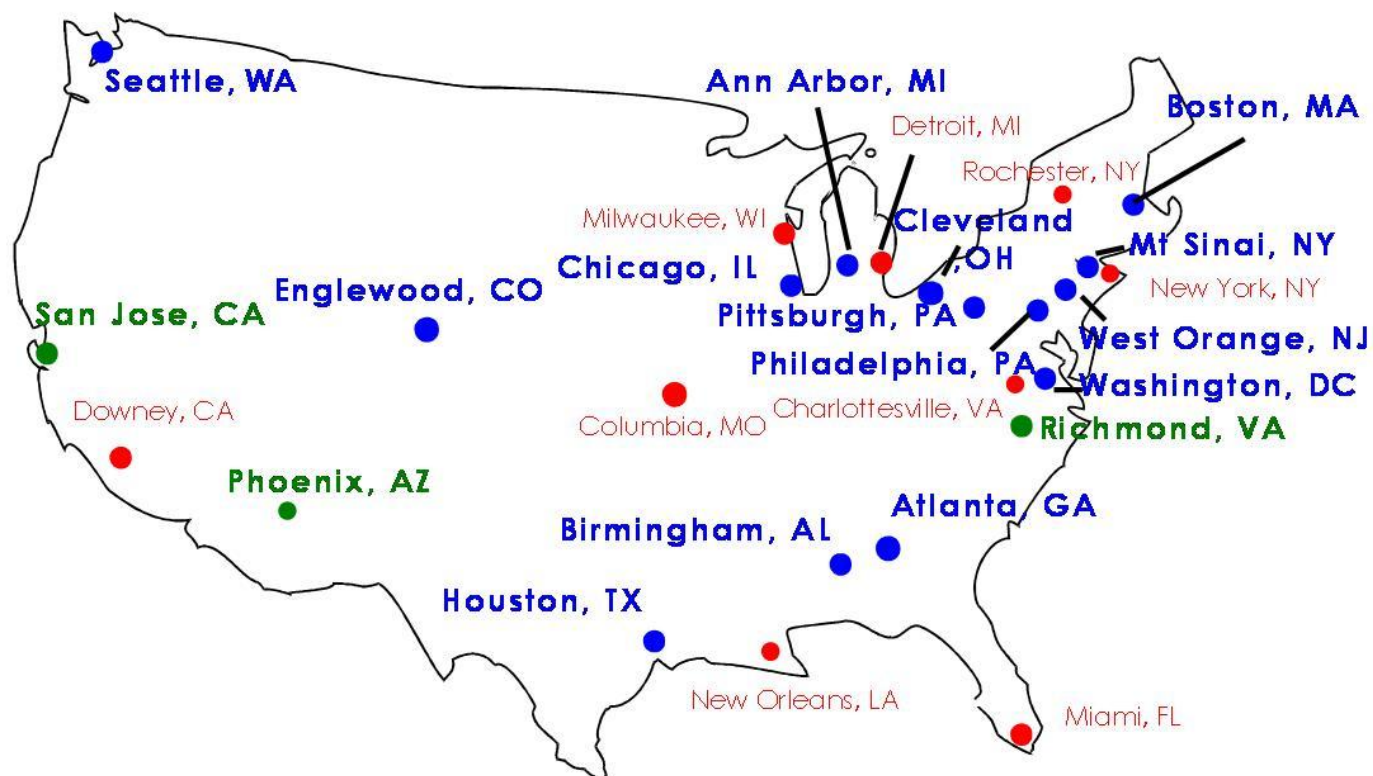 Seattle, WA
Ann Arbor, MI
Boston, MA
Detroit, MI
Rochester, NY
Milwaukee, WI
Cleveland
,OH
Mt Sinai, NY
Chicago, IL
Englewood, CO
New York, NY
San Jose, CA
Pittsburgh, PA
West Orange, NJ
Philadelphia, PA
Washington, DC
Downey, CA
Columbia, MO
Charlottesville, VA
Richmond, VA
Phoenix, AZ
Atlanta, GA
Birmingham, AL
Houston, TX
New Orleans, LA
Miami, FL